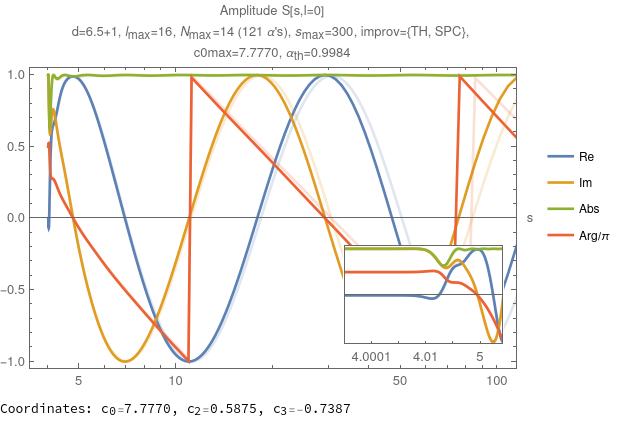 Amplitude S[s,l=0]
d=6.5+1, lmax=16, Nmax=14 (121 α's), smax=300, improv={TH, SPC},
c0max=7.7770, αth=0.9984
1.0
0.5
0.0
−0.5
−1.0
5
10
50
100
s
4.0001
4.01
5
Re
Im
Abs
Arg/π
Coordinates: c0=7.7770, c2=0.5875, c3=-0.7387